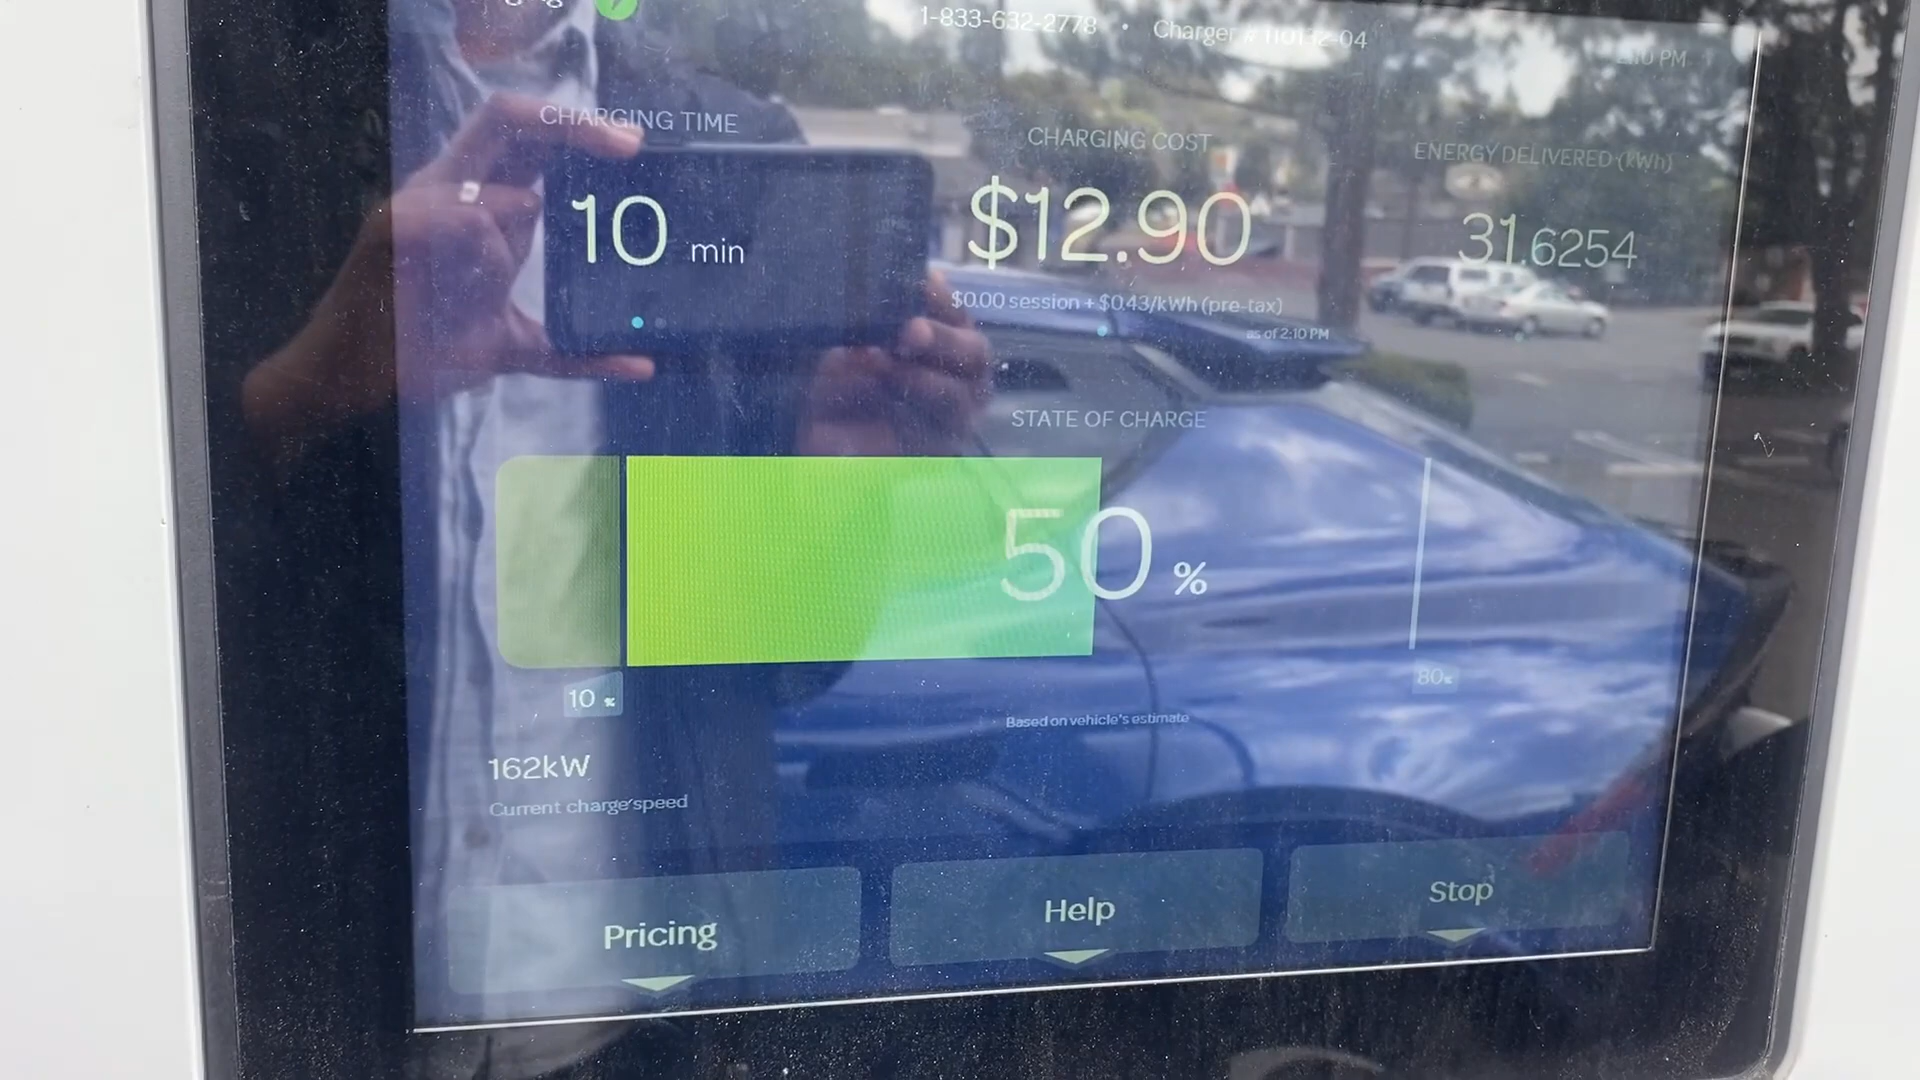 1-833-632-2778 • Charger #
PM
CHARGING TIME
CHARGING COST
ENERGY DELIVERED (kWh)
10 min
$12.90
31.6254
$0.00 session + $0.43/kWh (pre-tax)
as of 2:10 PM
STATE OF CHARGE
50 %
10 %
80%
Based on vehicle's estimate
162kW
Current charge speed
Pricing
Help
Stop